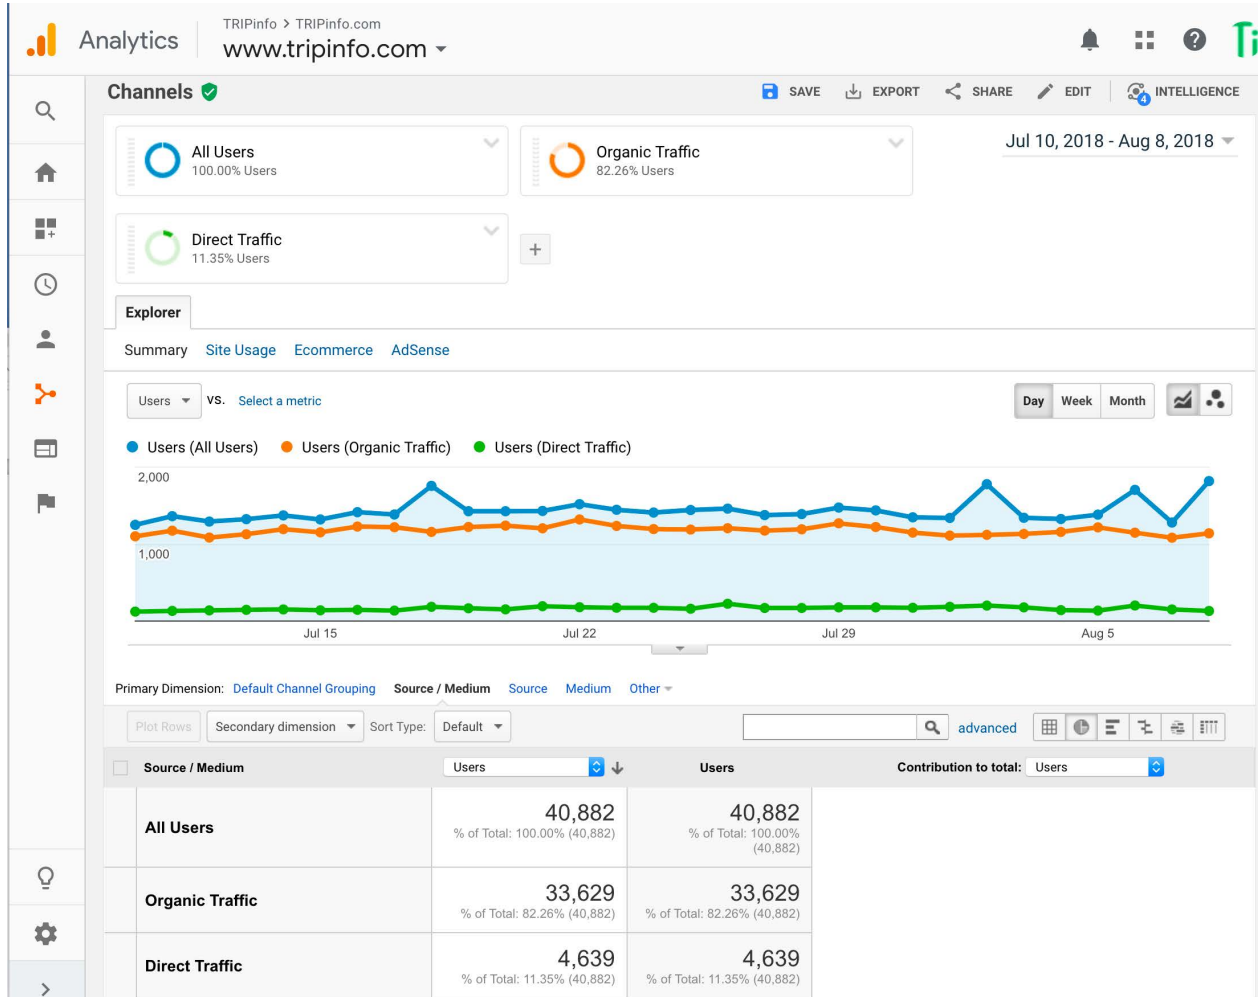 TRIPinfo > TRIPinfo.com
Analytics
www.tripinfo.com
Channels
SAVE
EXPORT
SHARE
EDIT
4
INTELLIGENCE
All Users
100.00% Users
Organic Traffic
82.26% Users
Jul 10, 2018 - Aug 8, 2018
Direct Traffic
11.35% Users
+
Explorer
Summary Site Usage Ecommerce AdSense
Users VS. Select a metric
Day Week Month
Users (All Users) Users (Organic Traffic) Users (Direct Traffic)
2,000
1,000
Jul 15 Jul 22 Jul 29 Aug 5
Primary Dimension: Default Channel Grouping Source / Medium Source Medium Other
Plot Rows Secondary dimension Sort Type: Default advanced
Source / Medium Users Users Contribution to total: Users
All Users
40,882
% of Total: 100.00% (40,882)
40,882
% of Total: 100.00%
(40,882)
Organic Traffic
33,629
% of Total: 82.26% (40,882)
33,629
% of Total: 82.26% (40,882)
Direct Traffic
4,639
% of Total: 11.35% (40,882)
4,639
% of Total: 11.35% (40,882)